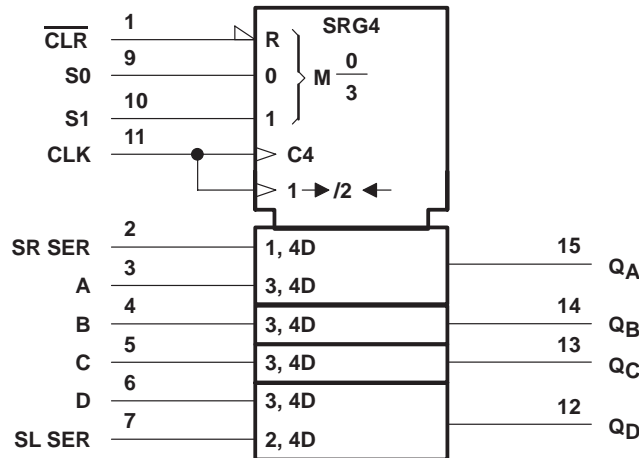 1 SRG4
CLR R
9
S0 0 M 0/3
10
S1 1
11
CLK C4
1 → /2 ←
2
SR SER 1, 4D 15
3 QA
A 3, 4D
4 14
B 3, 4D QB
5 13
C 3, 4D QC
6
D 3, 4D 12
7 QD
SL SER 2, 4D